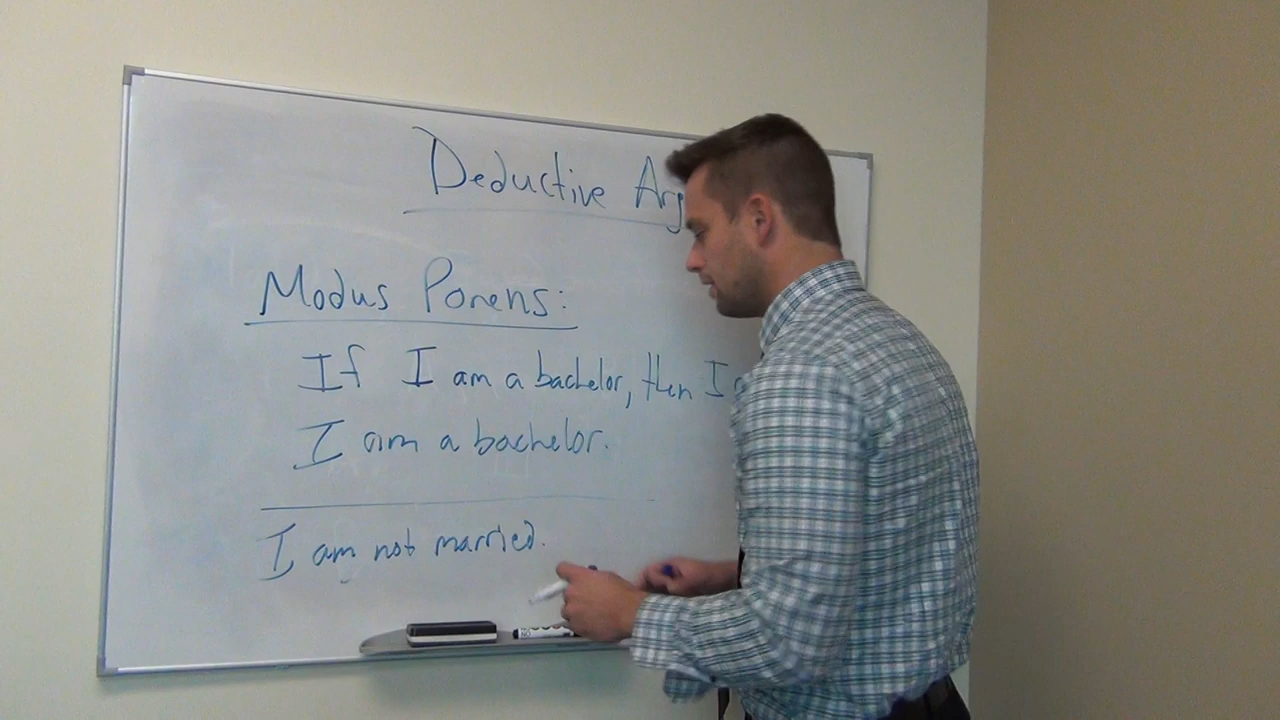 Deductive Arg
Modus Ponens:
If I am a bachelor, then I
I am a bachelor.
I am not married.